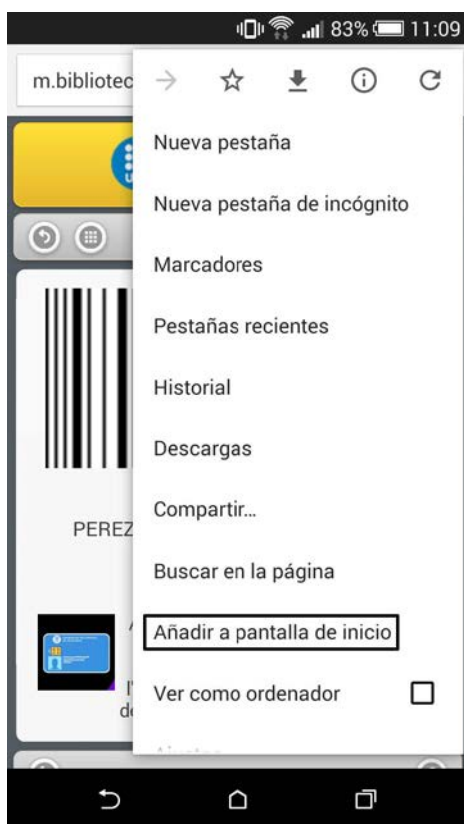 83% 11:09
m.bibliotec
Nueva pestaña
Nueva pestaña de incógnito
Marcadores
Pestañas recientes
Historial
Descargas
Compartir...
PEREZ
Buscar en la página
Añadir a pantalla de inicio
Ver como ordenador